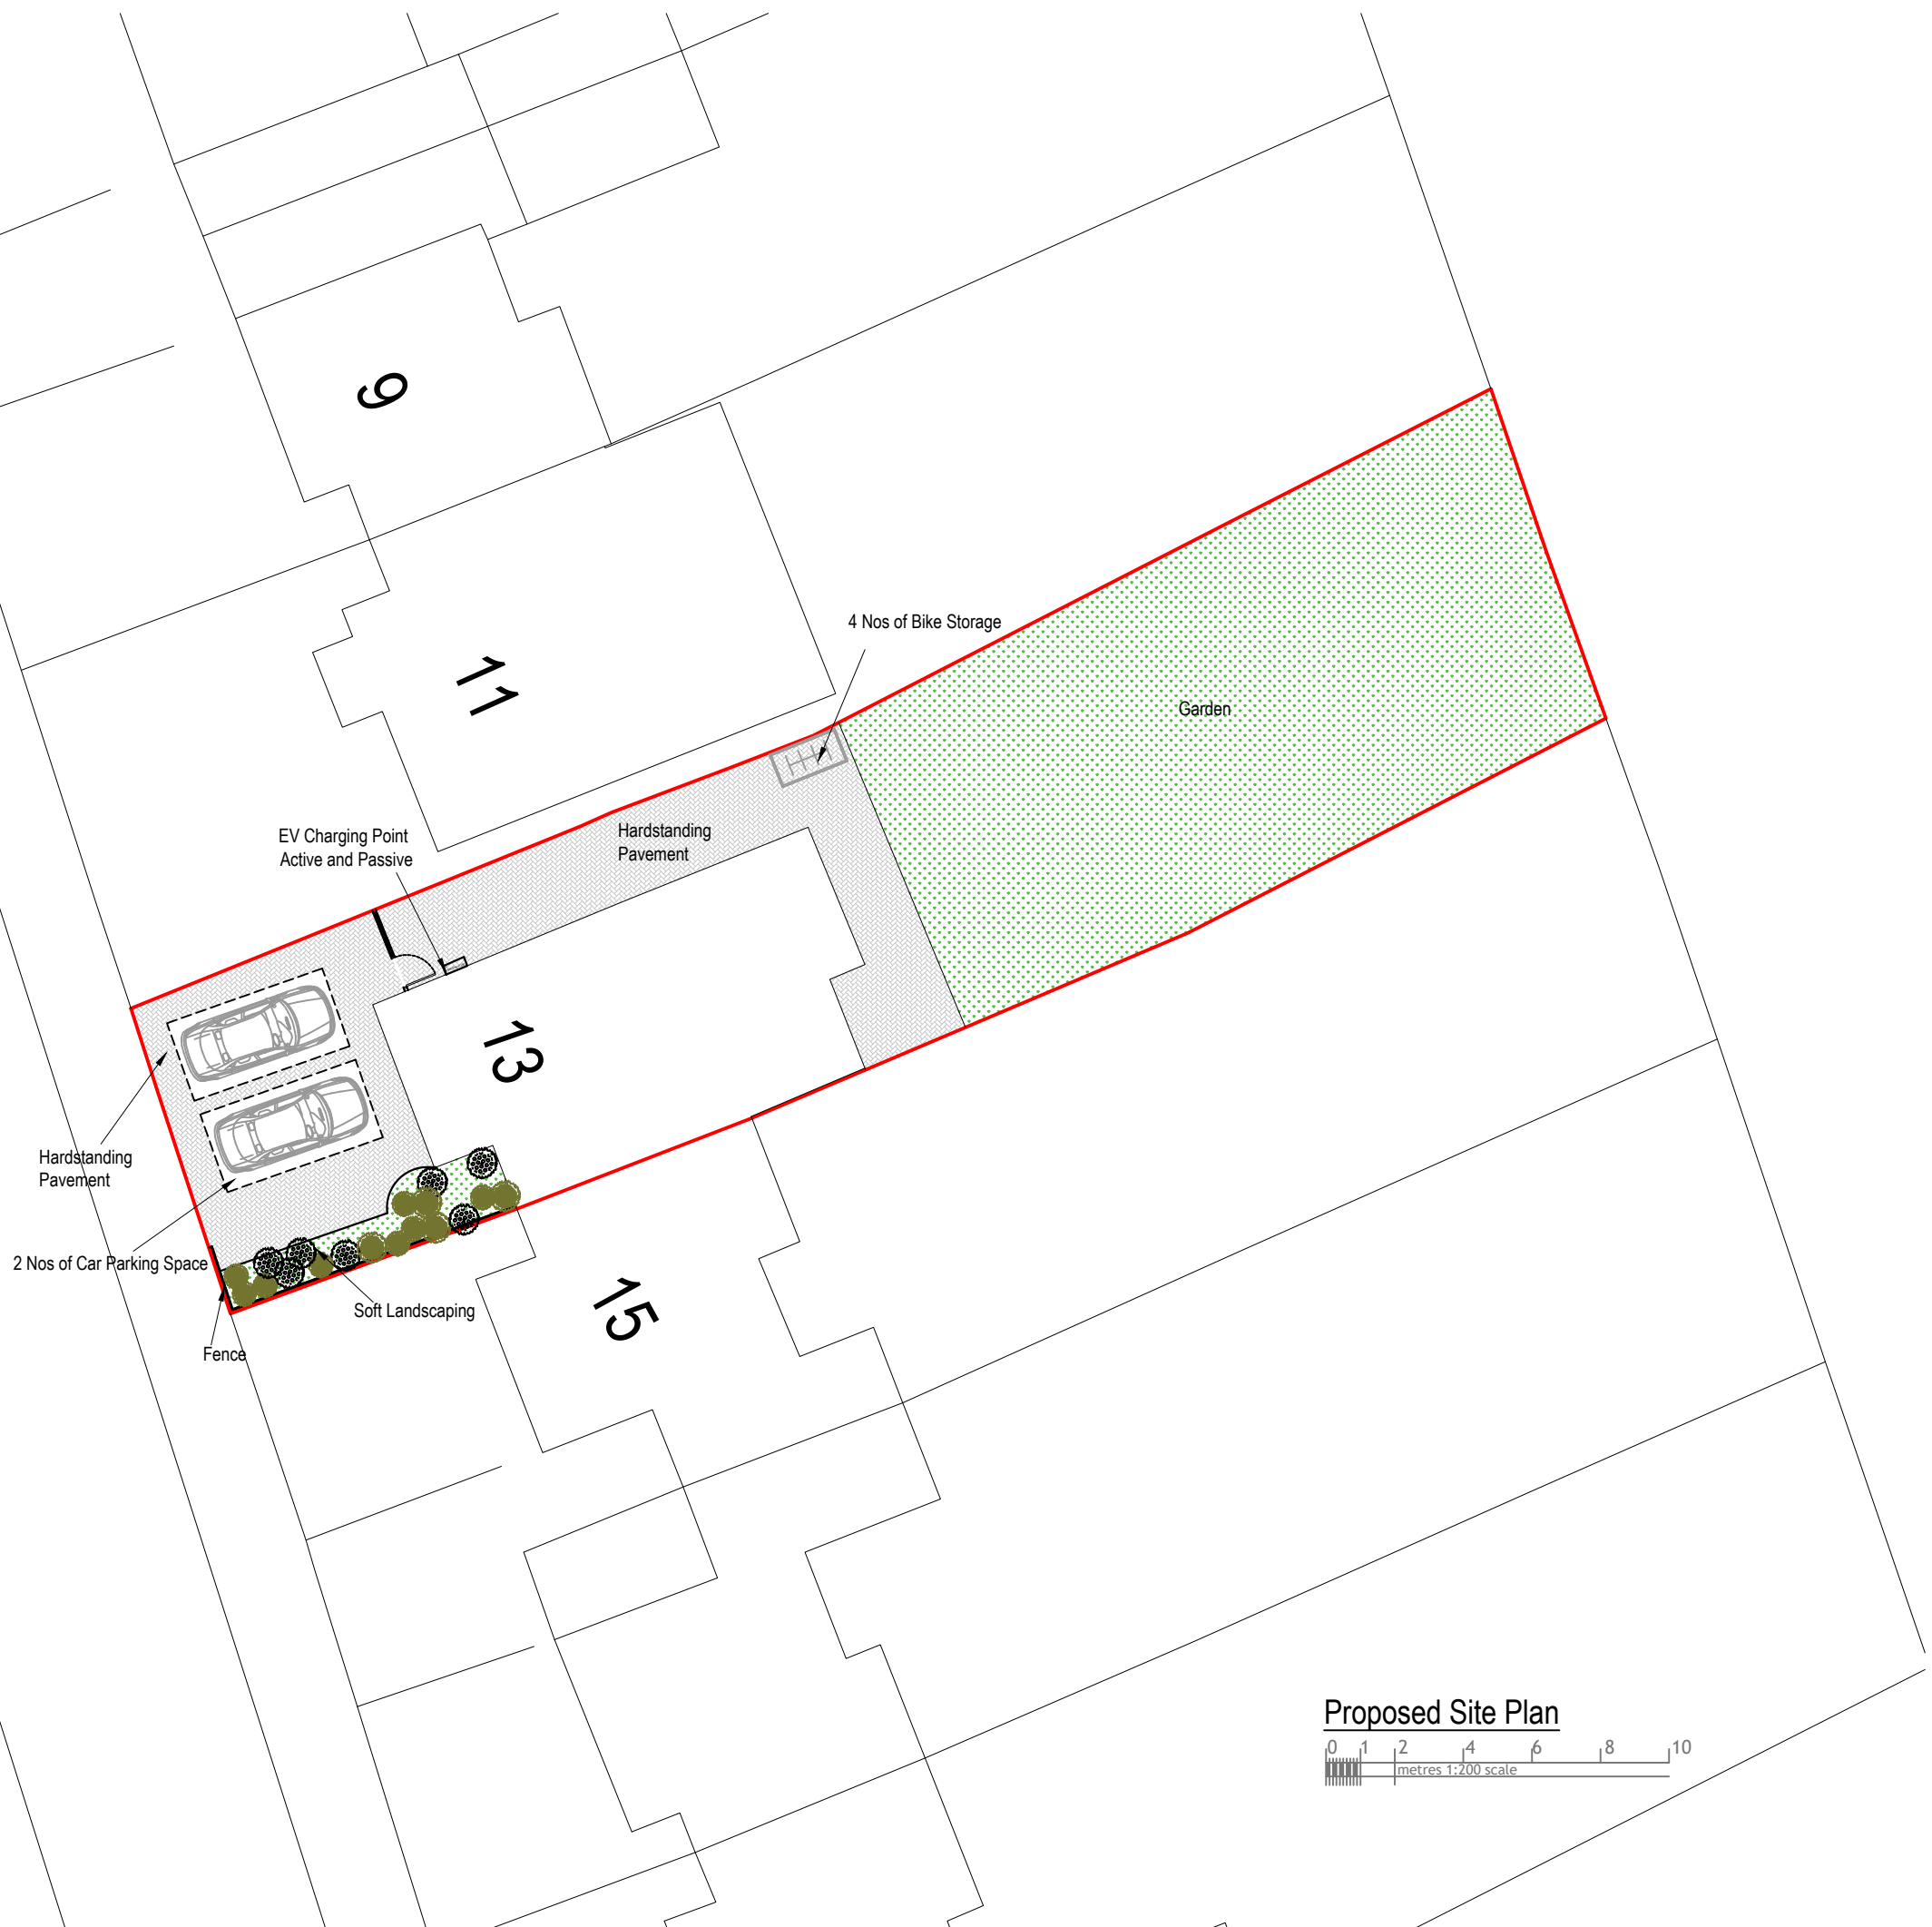 9
11
4 Nos of Bike Storage
Garden
EV Charging Point
Active and Passive
Hardstanding
Pavement
13
Hardstanding
Pavement
2 Nos of Car Parking Space
Soft Landscaping
Fence
15
Proposed Site Plan
0 1 2 4 6 8 10
metres 1:200 scale